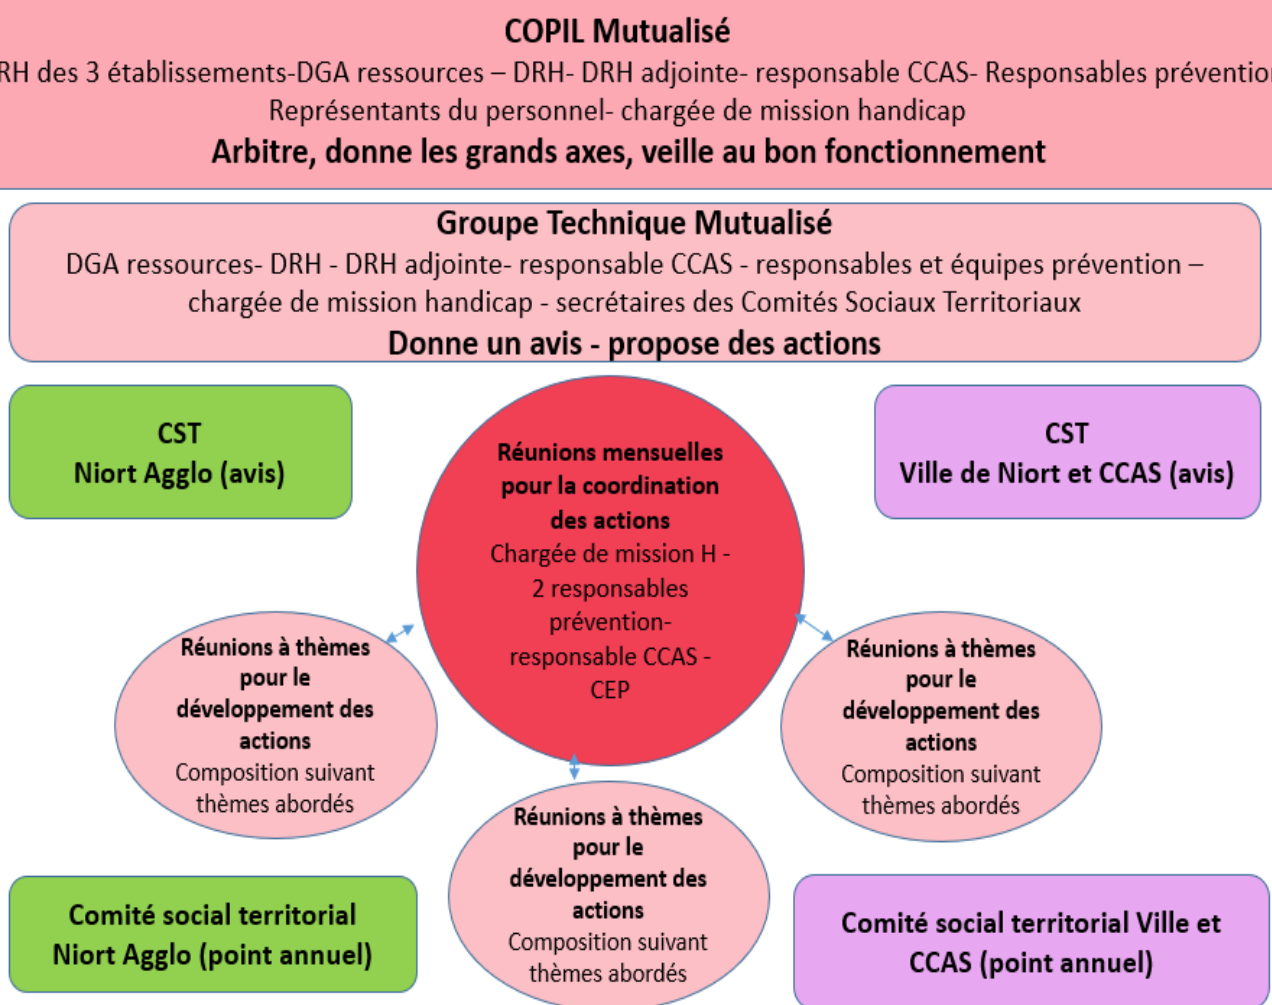 COPIL Mutualisé
RH des 3 établissements-DGA ressources – DRH- DRH adjointe- responsable CCAS- Responsables prévention
Représentants du personnel- chargée de mission handicap
Arbitre, donne les grands axes, veille au bon fonctionnement
Groupe Technique Mutualisé
DGA ressources- DRH - DRH adjointe- responsable CCAS - responsables et équipes prévention –
chargée de mission handicap - secrétaires des Comités Sociaux Territoriaux
Donne un avis - propose des actions
CST
Niort Agglo (avis)
Réunions mensuelles
pour la coordination
des actions
Chargée de mission H -
2 responsables
prévention-
responsable CCAS -
CEP
CST
Ville de Niort et CCAS (avis)
Réunions à thèmes
pour le
développement des
actions
Composition suivant
thèmes abordés
Réunions à thèmes
pour le
développement des
actions
Composition suivant
thèmes abordés
Réunions à thèmes
pour le
développement des
actions
Composition suivant
thèmes abordés
Comité social territorial
Niort Agglo (point annuel)
Comité social territorial Ville et
CCAS (point annuel)